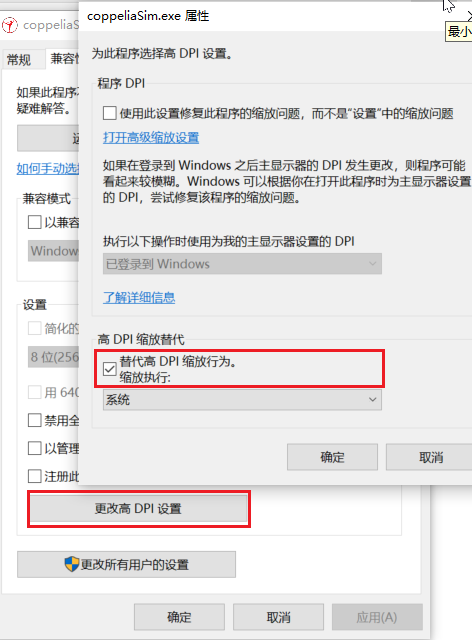 coppeliaSim.exe 属性
最小
为此程序选择高 DPI 设置。
程序 DPI
使用此设置修复此程序的缩放问题，而不是“设置”中的缩放问题
打开高级缩放设置
如果在登录到 Windows 之后主显示器的 DPI 发生更改，则程序可能
看起来较模糊。Windows 可以根据你在打开此程序时为主显示器设置
的 DPI，尝试修复该程序的缩放问题。
执行以下操作时使用为我的主显示器设置的 DPI
已登录到 Windows
了解详细信息
高 DPI 缩放替代
替代高 DPI 缩放行为。
缩放执行:
系统
确定
取消
coppeliaS
常规
兼容性
如果此程序不
疑难解答。
运
如何手动选择
兼容模式
以兼容
Windows
设置
简化的
8 位(256
用 640
禁用全
以管理
注册此
更改高 DPI 设置
更改所有用户的设置
确定
取消
应用(A)